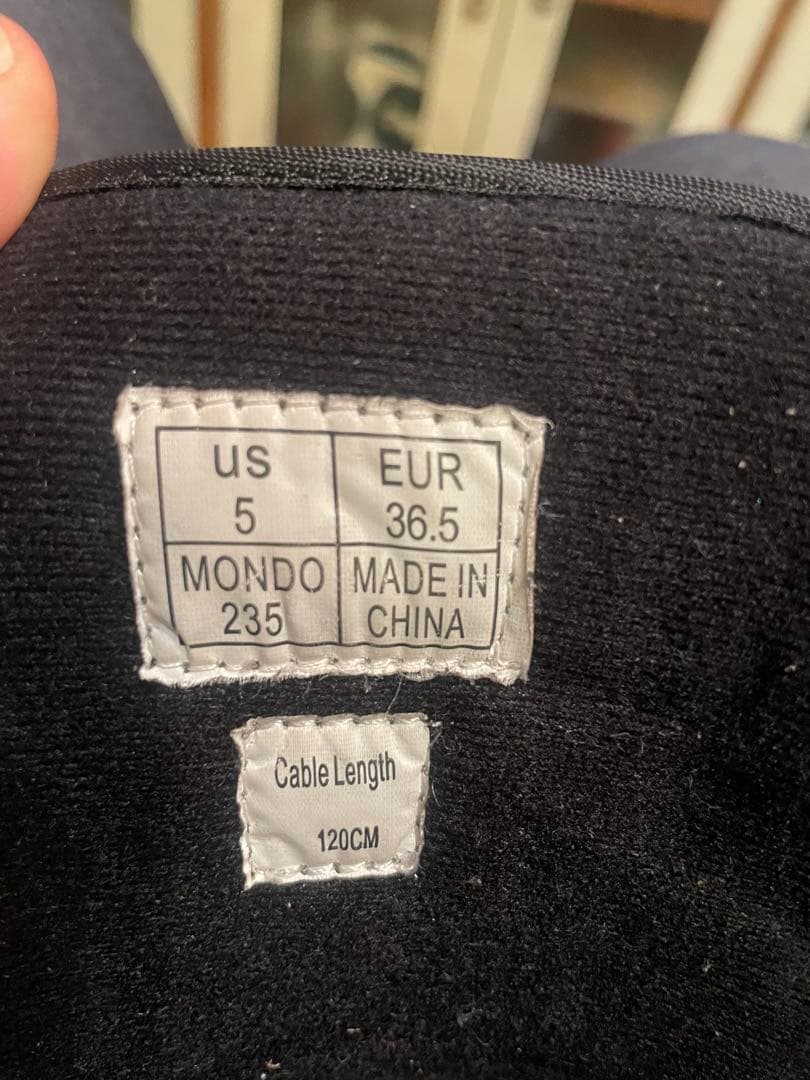 US
5
EUR
36.5
MONDO
235
MADE IN
CHINA
Cable Length
120CM